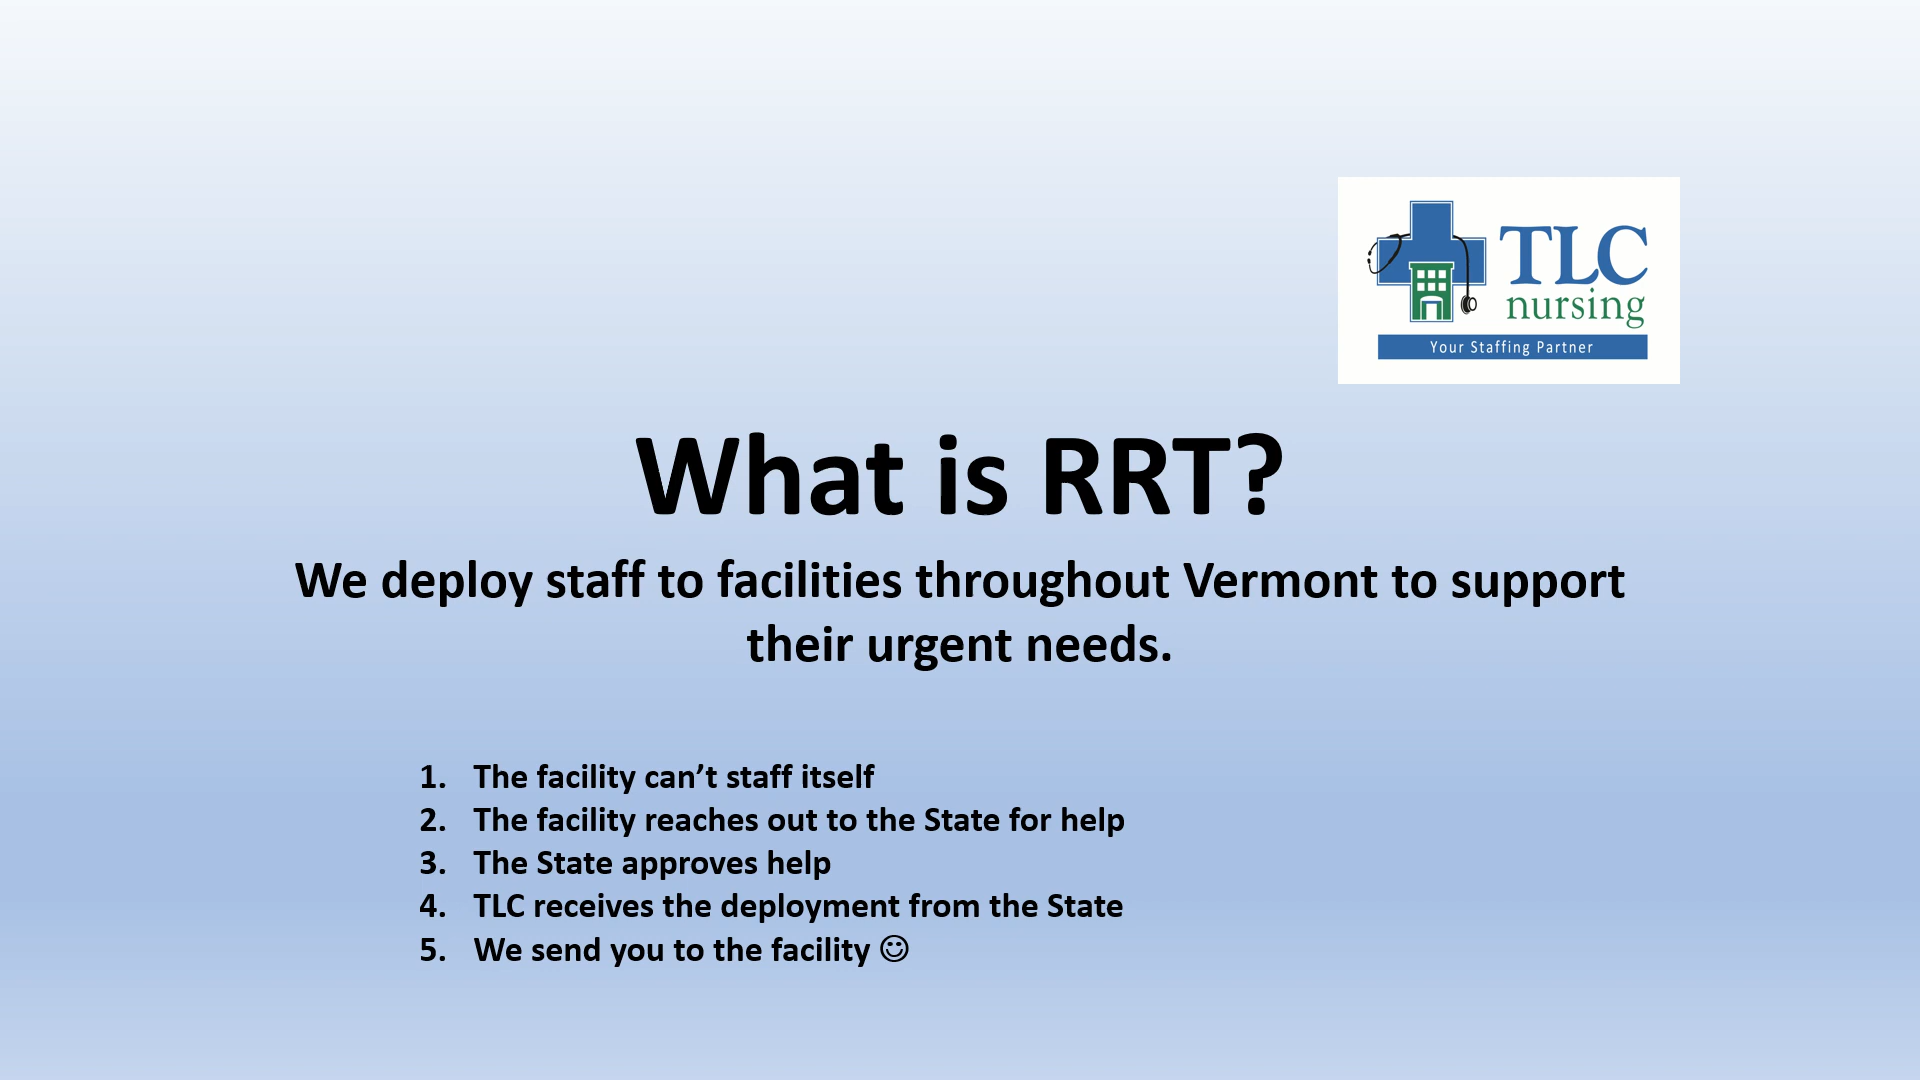 TLC
nursing
Your Staffing Partner
What is RRT?
We deploy staff to facilities throughout Vermont to support
their urgent needs.
1. The facility can’t staff itself
2. The facility reaches out to the State for help
3. The State approves help
4. TLC receives the deployment from the State
5. We send you to the facility ☺